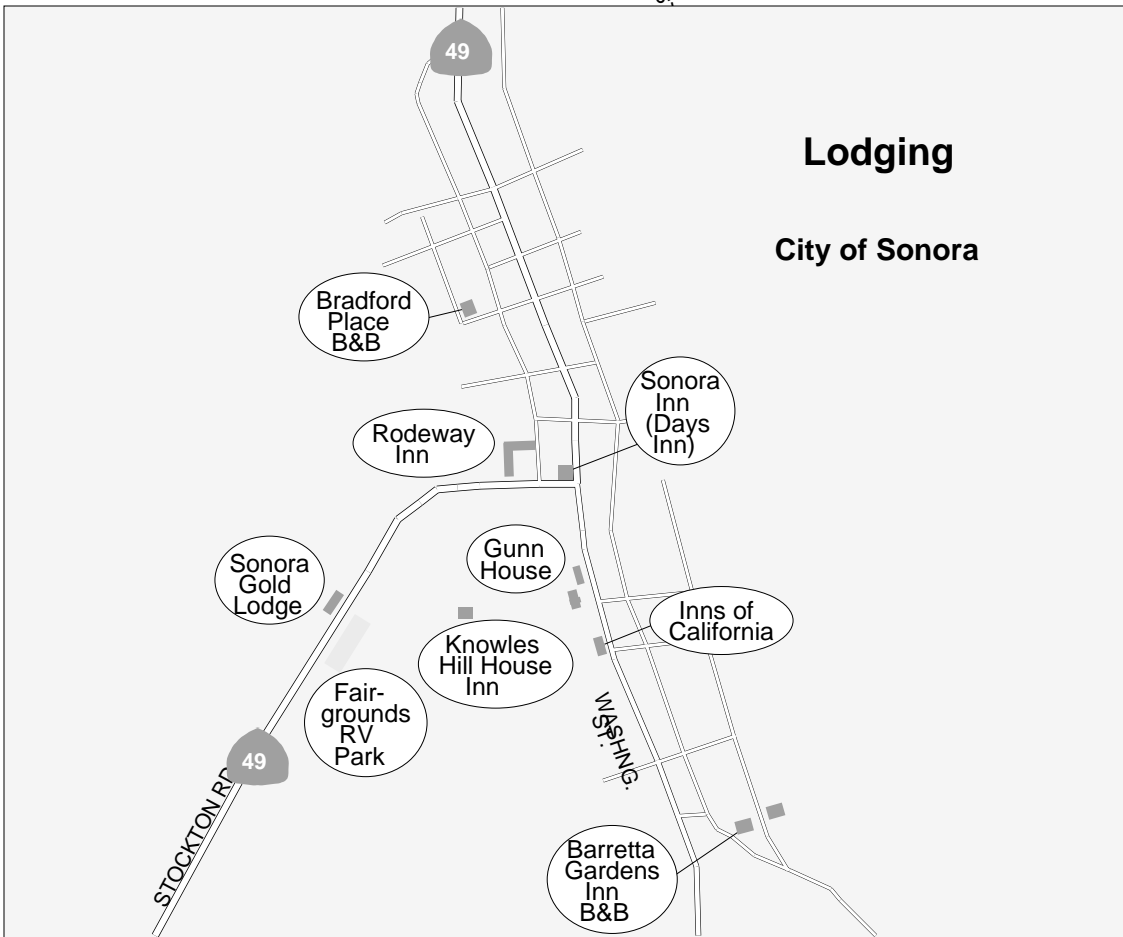 49
Lodging
City of Sonora
Bradford
Place
B&B
Sonora
Inn
(Days
Inn)
Rodeway
Inn
Gunn
House
Sonora
Gold
Lodge
Inns of
California
Knowles
Hill House
Inn
Fair-
grounds
RV
Park
WASHNG.
ST.
49
STOCKTON RD.
Barretta
Gardens
Inn
B&B